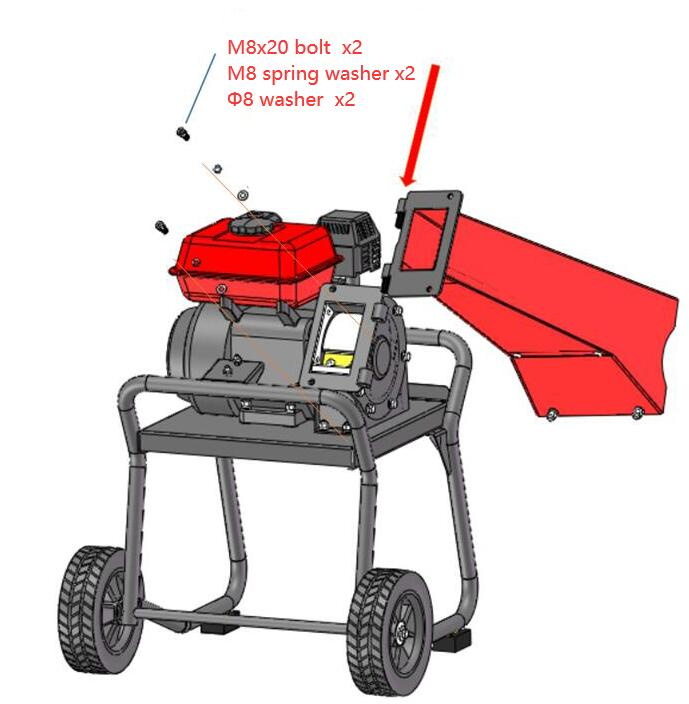 M8x20 bolt  x2
M8 spring washer x2
Φ8 washer  x2